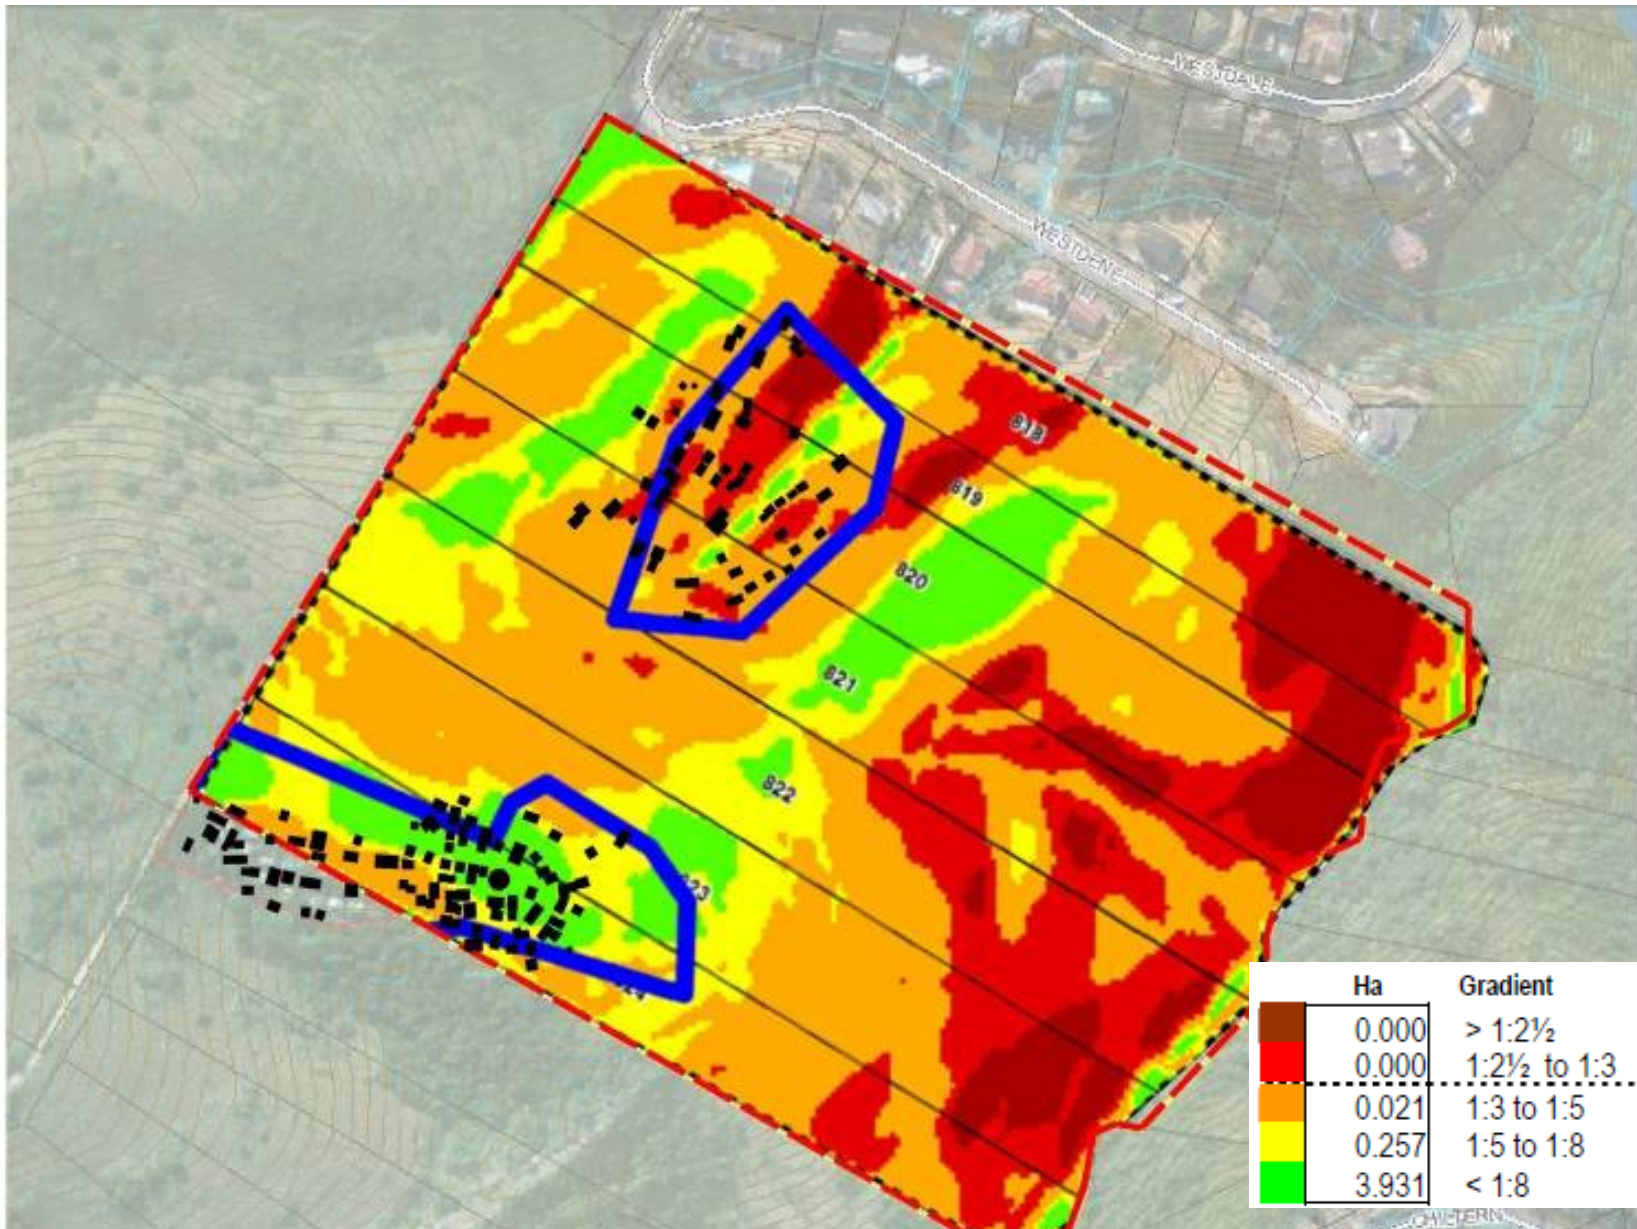 WESTDALE
WESTDENE
818
819
820
821
822
Ha Gradient
0.000 > 1:2½
0.000 1:2½ to 1:3
0.021 1:3 to 1:5
0.257 1:5 to 1:8
3.931 < 1:8
CHILTERN